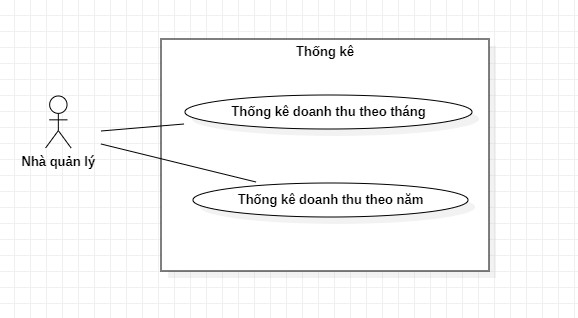 Thống kê
Thống kê doanh thu theo tháng
Nhà quản lý
Thống kê doanh thu theo năm